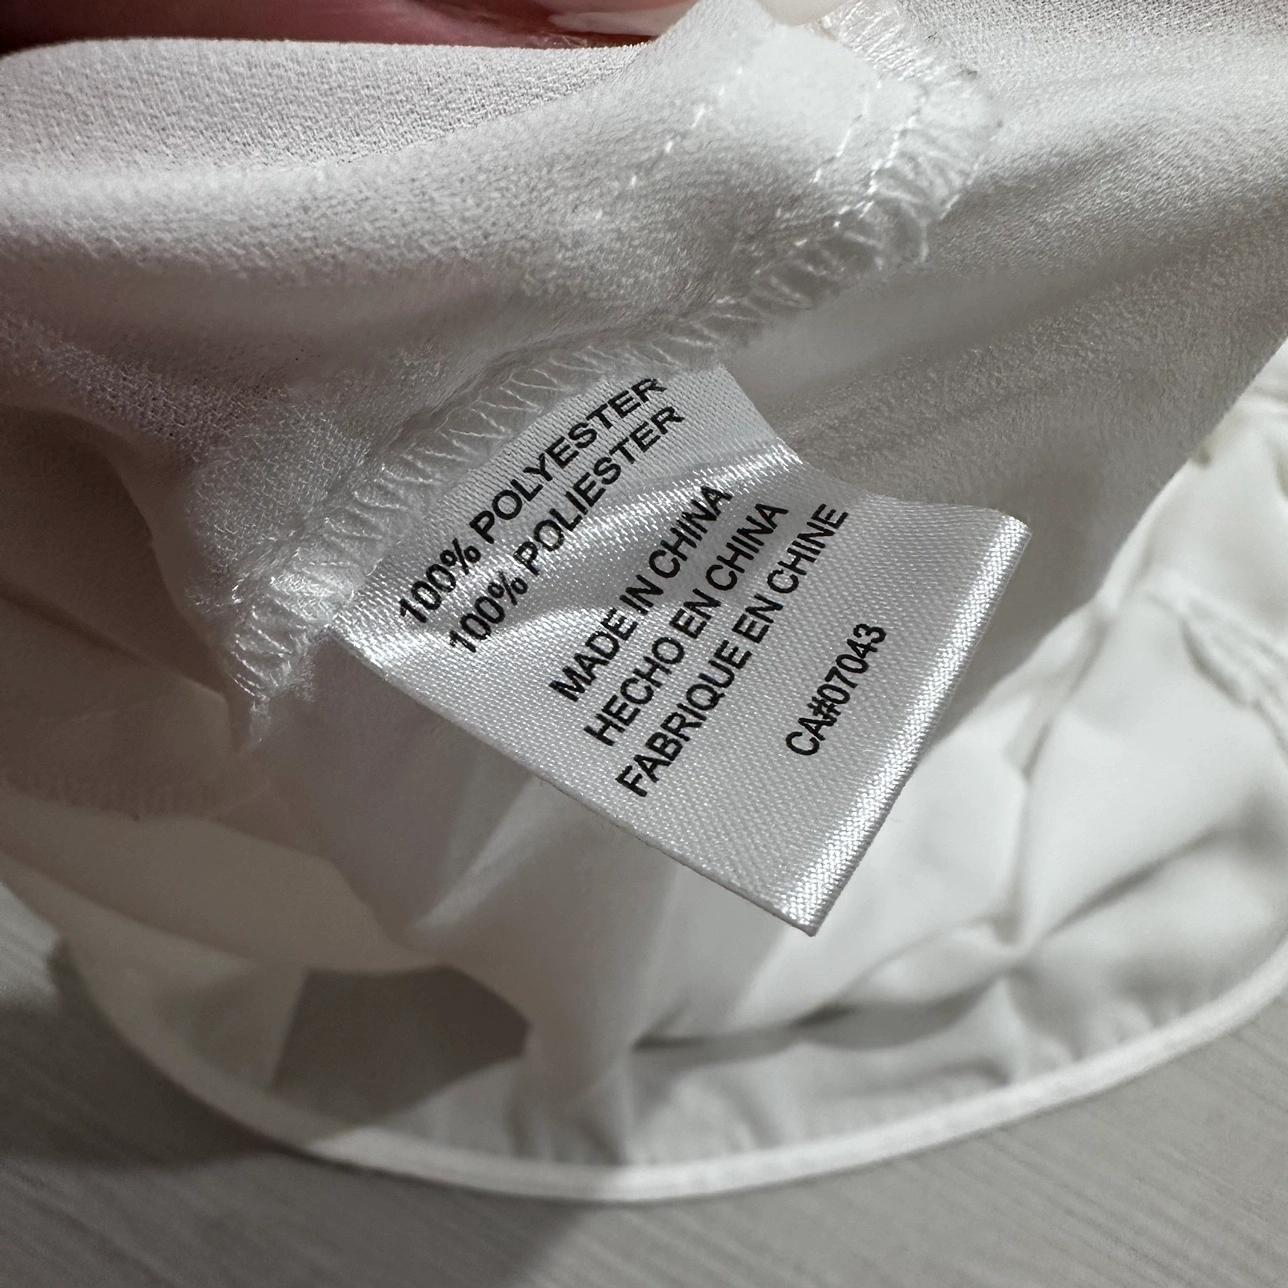 100% POLYESTER
100% POLIESTER
MADE IN CHINA
HECHO EN CHINA
FABRIQUE EN CHINE
CA#07043